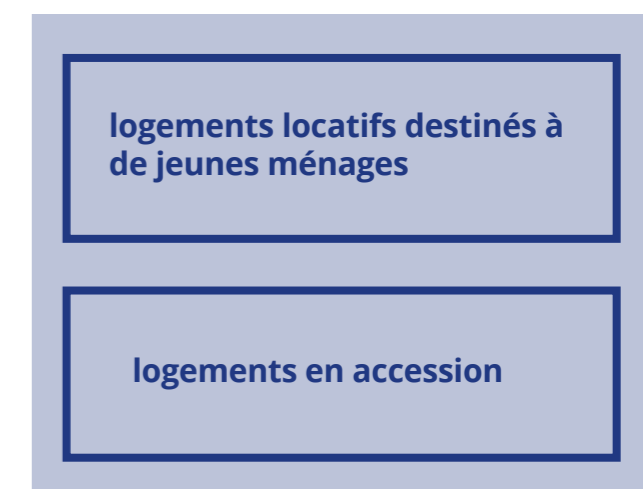 logements locatifs destinés à
de jeunes ménages
logements en accession